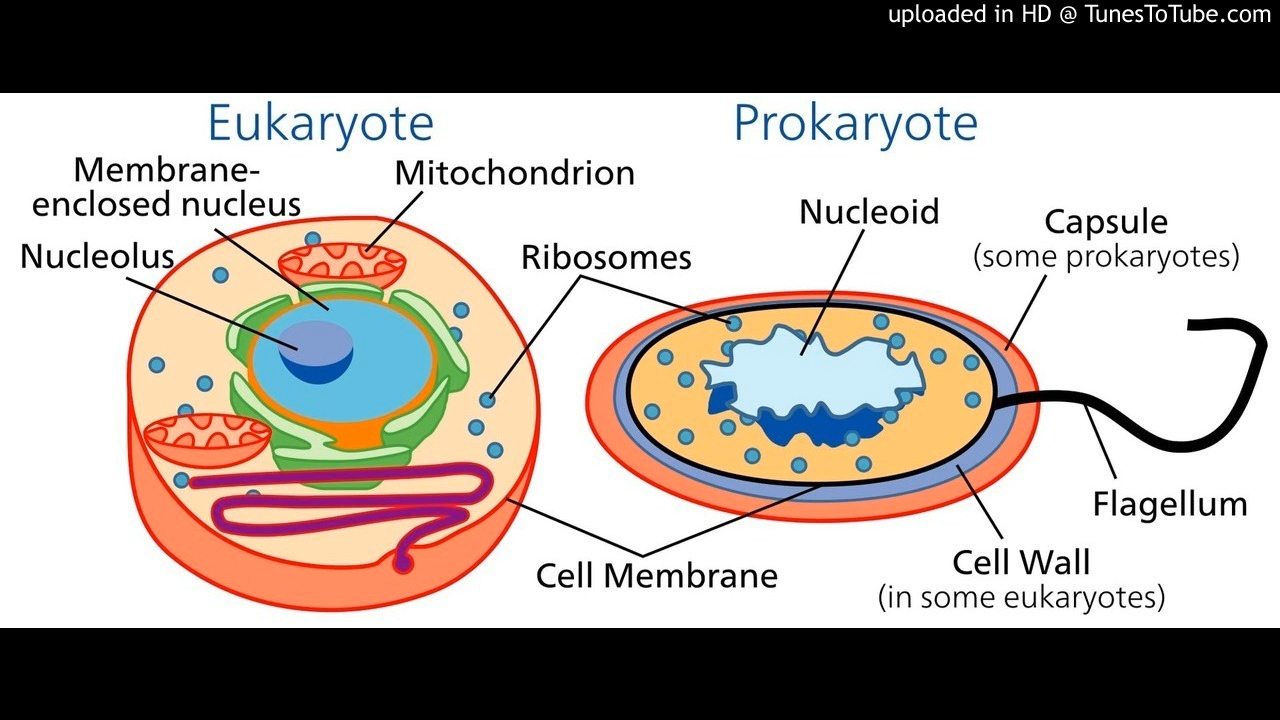 uploaded in HD @ TunesToTube.com
Eukaryote
Prokaryote
Membrane-
enclosed nucleus
Mitochondrion
Nucleolus
Ribosomes
Nucleoid
Capsule
(some prokaryotes)
Flagellum
Cell Membrane
Cell Wall
(in some eukaryotes)